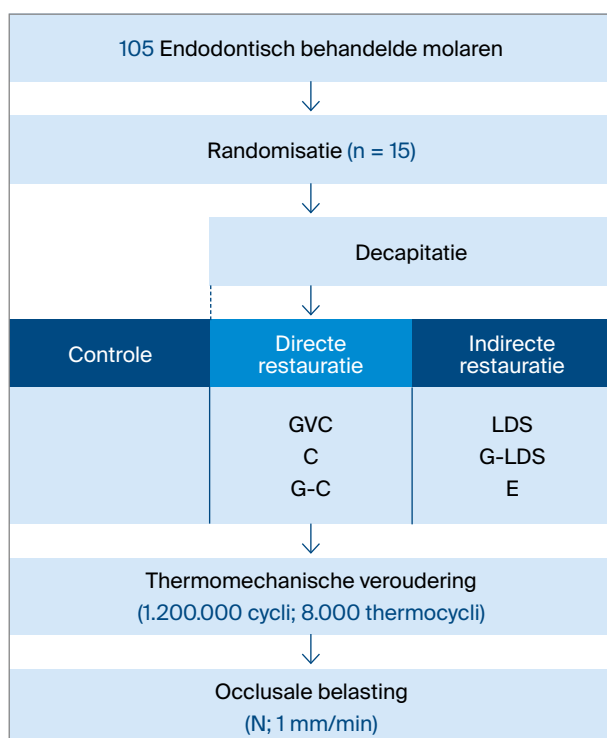 105 Endodontisch behandelde molaren
Randomisatie (n = 15)
Decapitatie
Controle
Directe
restauratie
Indirecte
restauratie
GVC
C
G-C
LDS
G-LDS
E
Thermomechanische veroudering
(1.200.000 cycli; 8.000 thermocycli)
Occlusale belasting
(N; 1 mm/min)